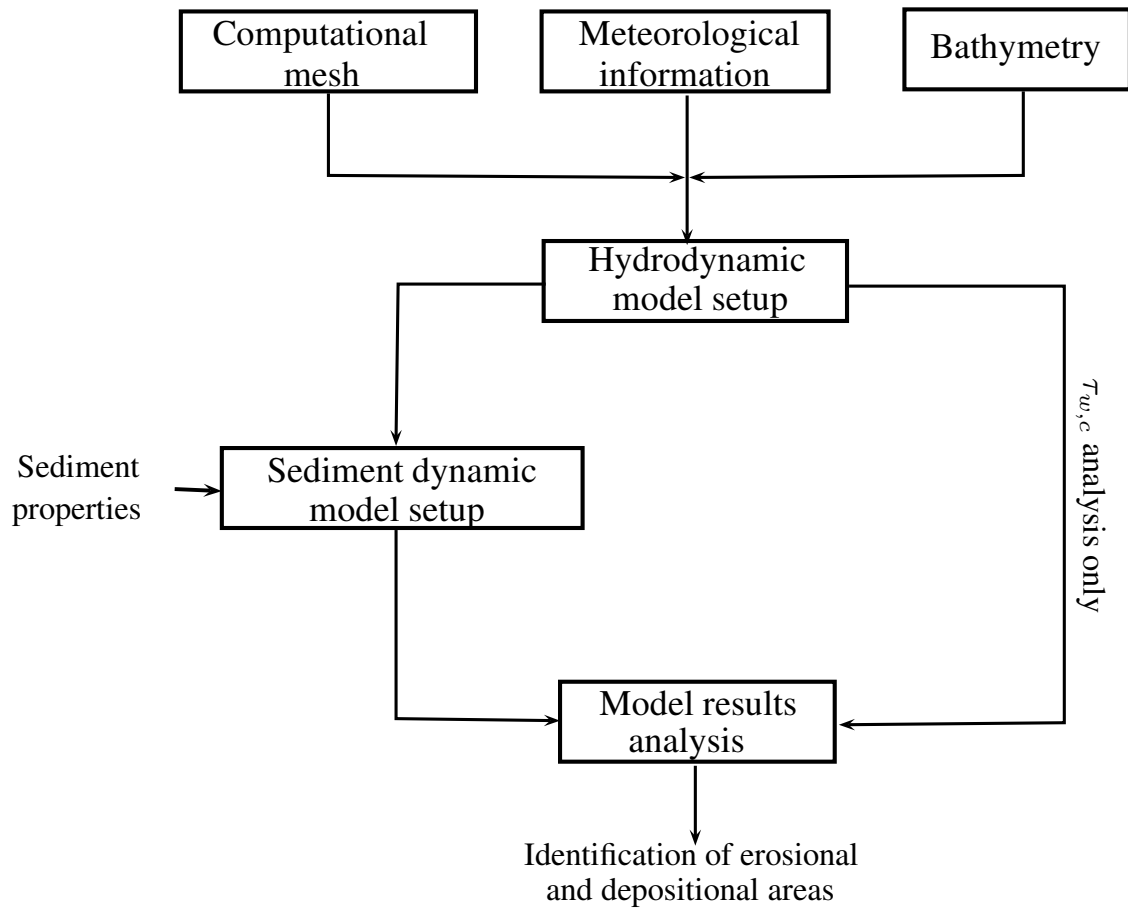 Computational
mesh
Meteorological
information
Bathymetry
Hydrodynamic
model setup
τw,c analysis only
Sediment
properties
Sediment dynamic
model setup
Model results
analysis
Identification of erosional
and depositional areas